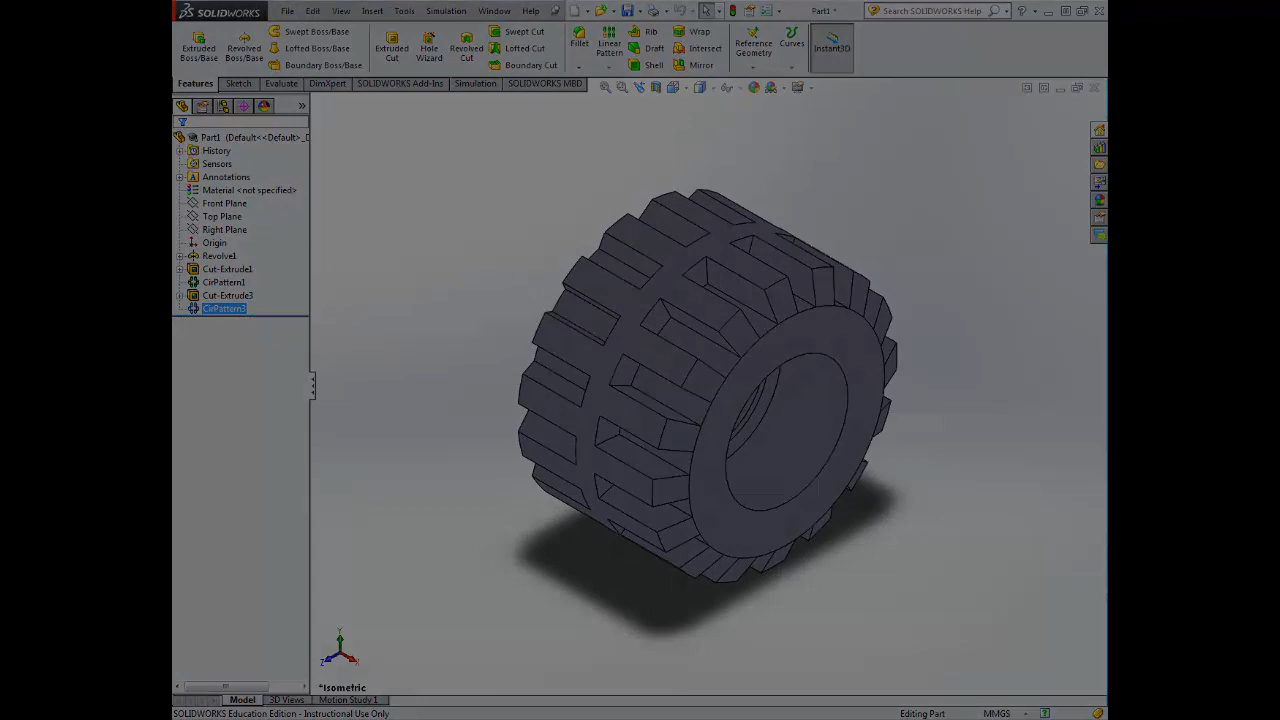 SOLIDWORKS File Edit View Insert Tools Simulation Window Help Part1 * Search SOLIDWORKS Help
Extruded Boss/Base
Revolved Boss/Base
Swept Boss/Base
Lofted Boss/Base
Boundary Boss/Base
Extruded Cut
Hole Wizard
Revolved Cut
Swept Cut
Lofted Cut
Boundary Cut
Fillet
Linear Pattern
Rib
Draft
Shell
Wrap
Intersect
Mirror
Reference Geometry
Curves
Instant3D
Features Sketch Evaluate DimXpert SOLIDWORKS Add-Ins Simulation SOLIDWORKS MBD
Part1 (Default<<Default>_D
History
Sensors
Annotations
Material <not specified>
Front Plane
Top Plane
Right Plane
Origin
Revolve1
Cut-Extrude1
CirPattern1
Cut-Extrude3
CirPattern3
Y
Z X
*Isometric
Model 3D Views Motion Study 1
SOLIDWORKS Education Edition - Instructional Use Only Editing Part MMGS